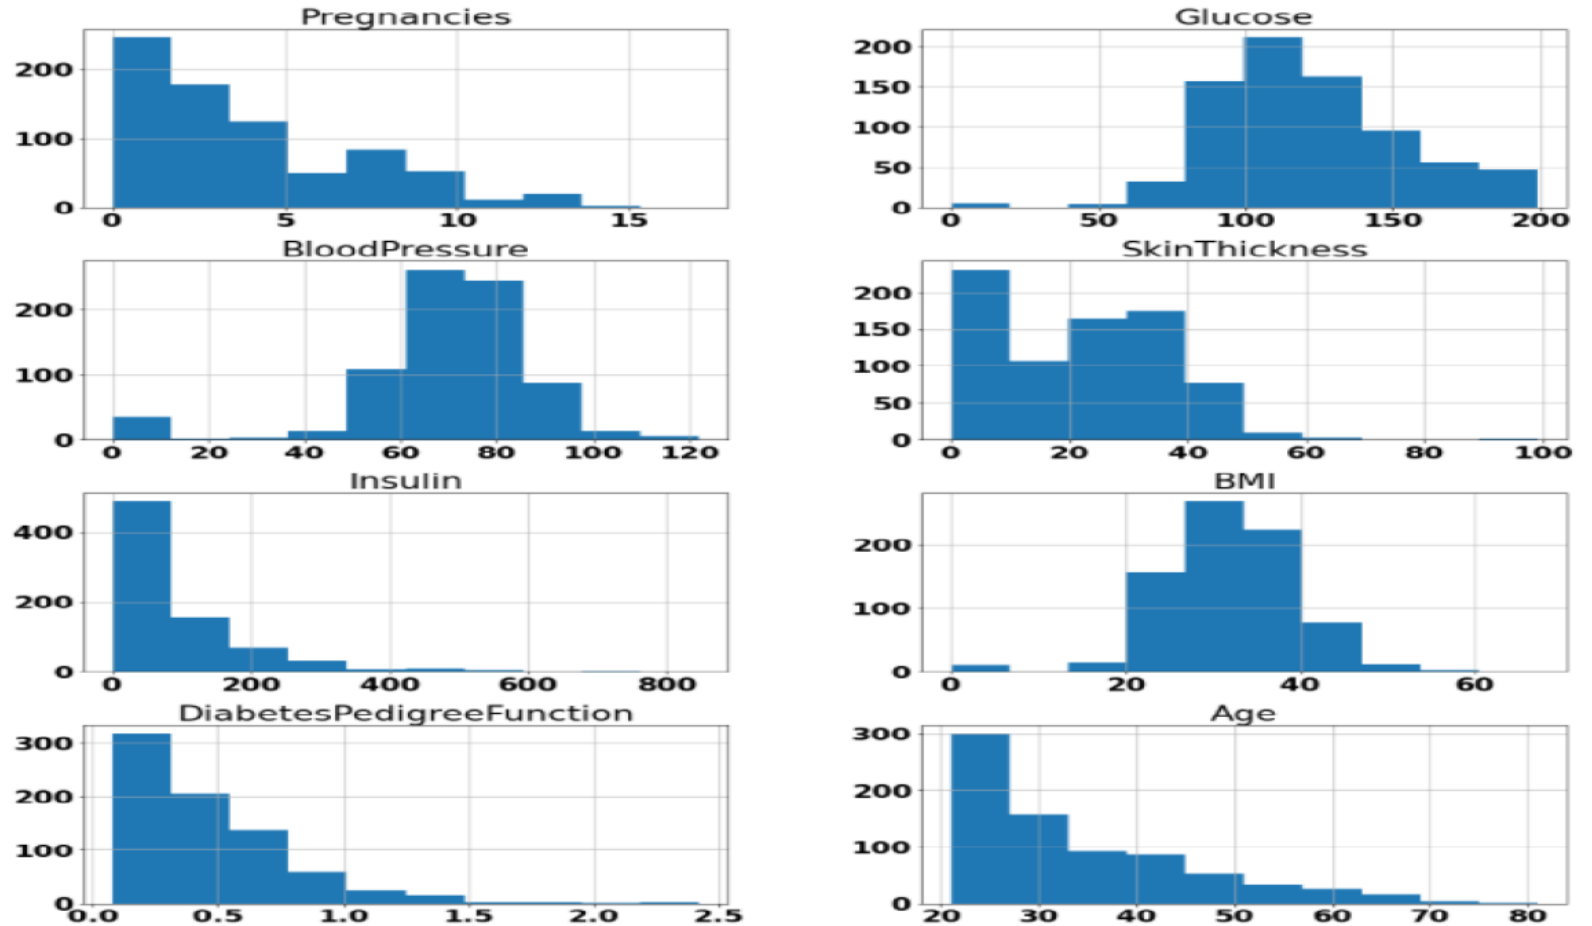 Pregnancies
200
100
0
0 5 10 15
Glucose
200
150
100
50
0
0 50 100 150 200
BloodPressure
200
100
0
0 20 40 60 80 100 120
SkinThickness
200
150
100
50
0
0 20 40 60 80 100
Insulin
400
200
0
0 200 400 600 800
BMI
200
100
0
0 20 40 60
DiabetesPedigreeFunction
300
200
100
0
0.0 0.5 1.0 1.5 2.0 2.5
Age
300
200
100
0
20 30 40 50 60 70 80